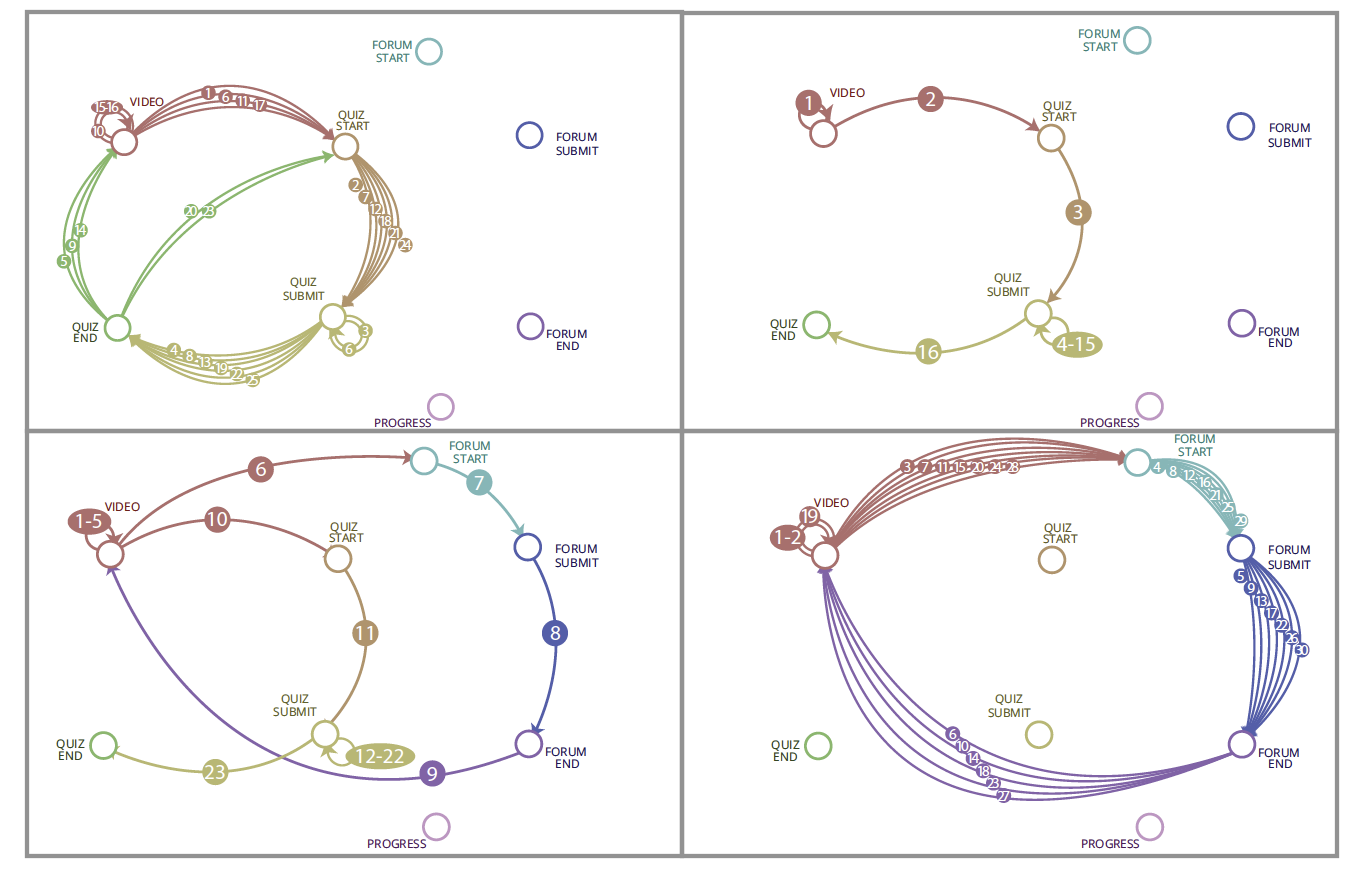 FORUM
START
VIDEO
15-16
10
1
6
11
17
QUIZ
START
FORUM
SUBMIT
2
7
12
18
21
24
20
23
14
9
5
QUIZ
SUBMIT
3
6
QUIZ
END
4
8
13
19
22
25
FORUM
END
PROGRESS
FORUM
START
1
VIDEO
2
QUIZ
START
FORUM
SUBMIT
3
QUIZ
SUBMIT
QUIZ
END
4-15
16
FORUM
END
PROGRESS
FORUM
START
6
7
1-5
VIDEO
10
QUIZ
START
FORUM
SUBMIT
11
8
QUIZ
SUBMIT
QUIZ
END
12-22
23
9
FORUM
END
PROGRESS
FORUM
START
3
7
11
15
20
24
28
4
8
12
16
21
25
29
VIDEO
19
1-2
QUIZ
START
FORUM
SUBMIT
5
9
13
17
22
26
30
QUIZ
SUBMIT
QUIZ
END
6
10
14
18
23
27
FORUM
END
PROGRESS